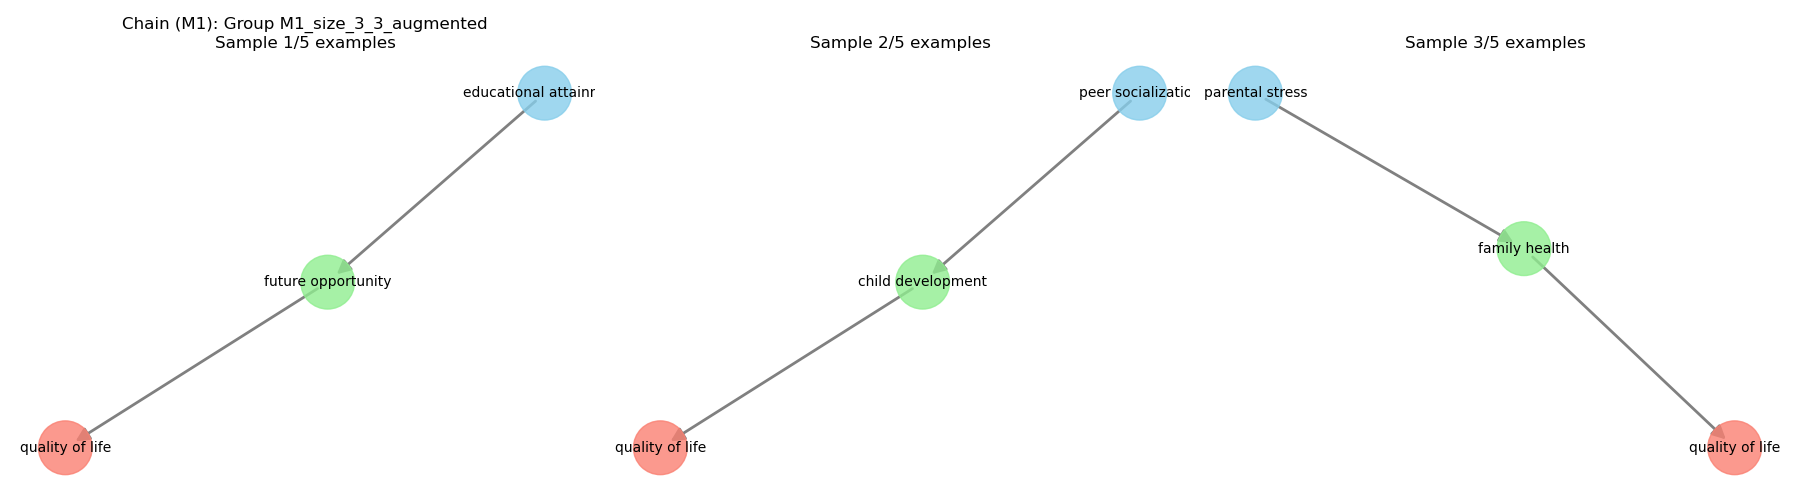 Chain (M1): Group M1_size_3_3_augmented
Sample 1/5 examples
educational attainr
future opportunity
quality of life
Sample 2/5 examples
peer socializatic
child development
quality of life
Sample 3/5 examples
parental stress
family health
quality of life